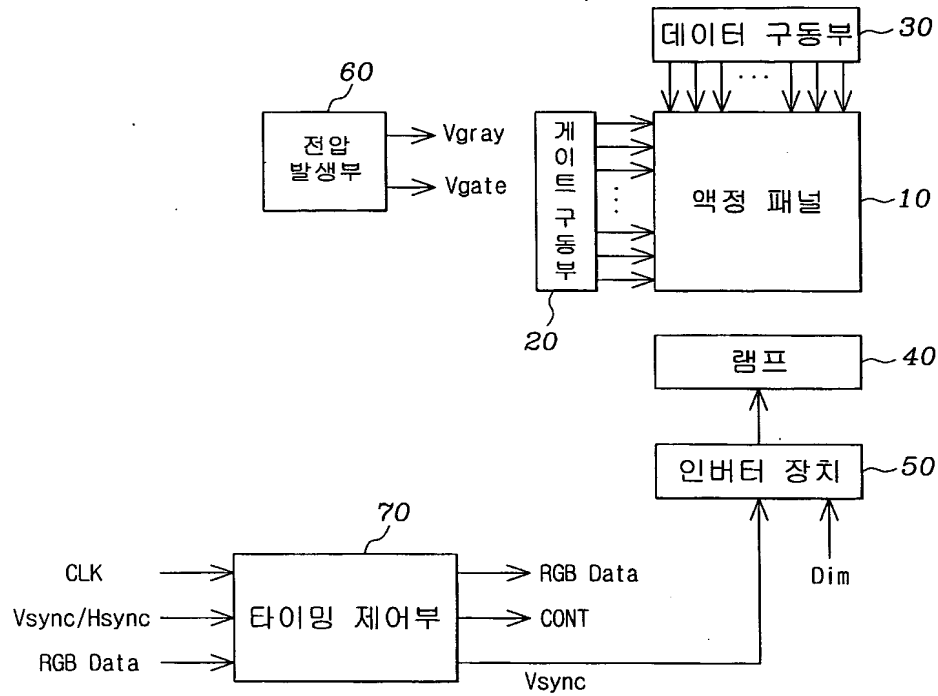 데이터 구동부
30
60
전압
발생부
Vgray
Vgate
게이트 구동부
20
액정 패널
10
램프
40
인버터 장치
50
Dim
70
CLK
Vsync/Hsync
RGB Data
타이밍 제어부
RGB Data
CONT
Vsync